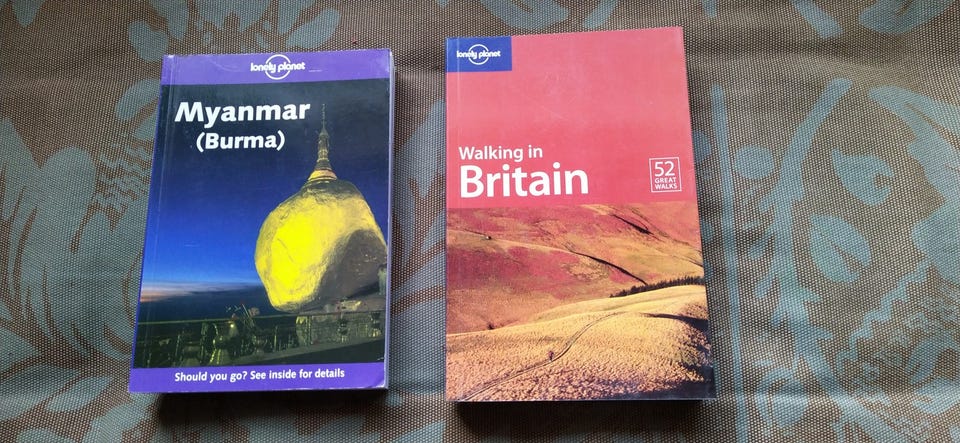 lonely planet
Myanmar
(Burma)
Should you go? See inside for details
lonely planet
Walking in
Britain
52
GREAT
WALKS